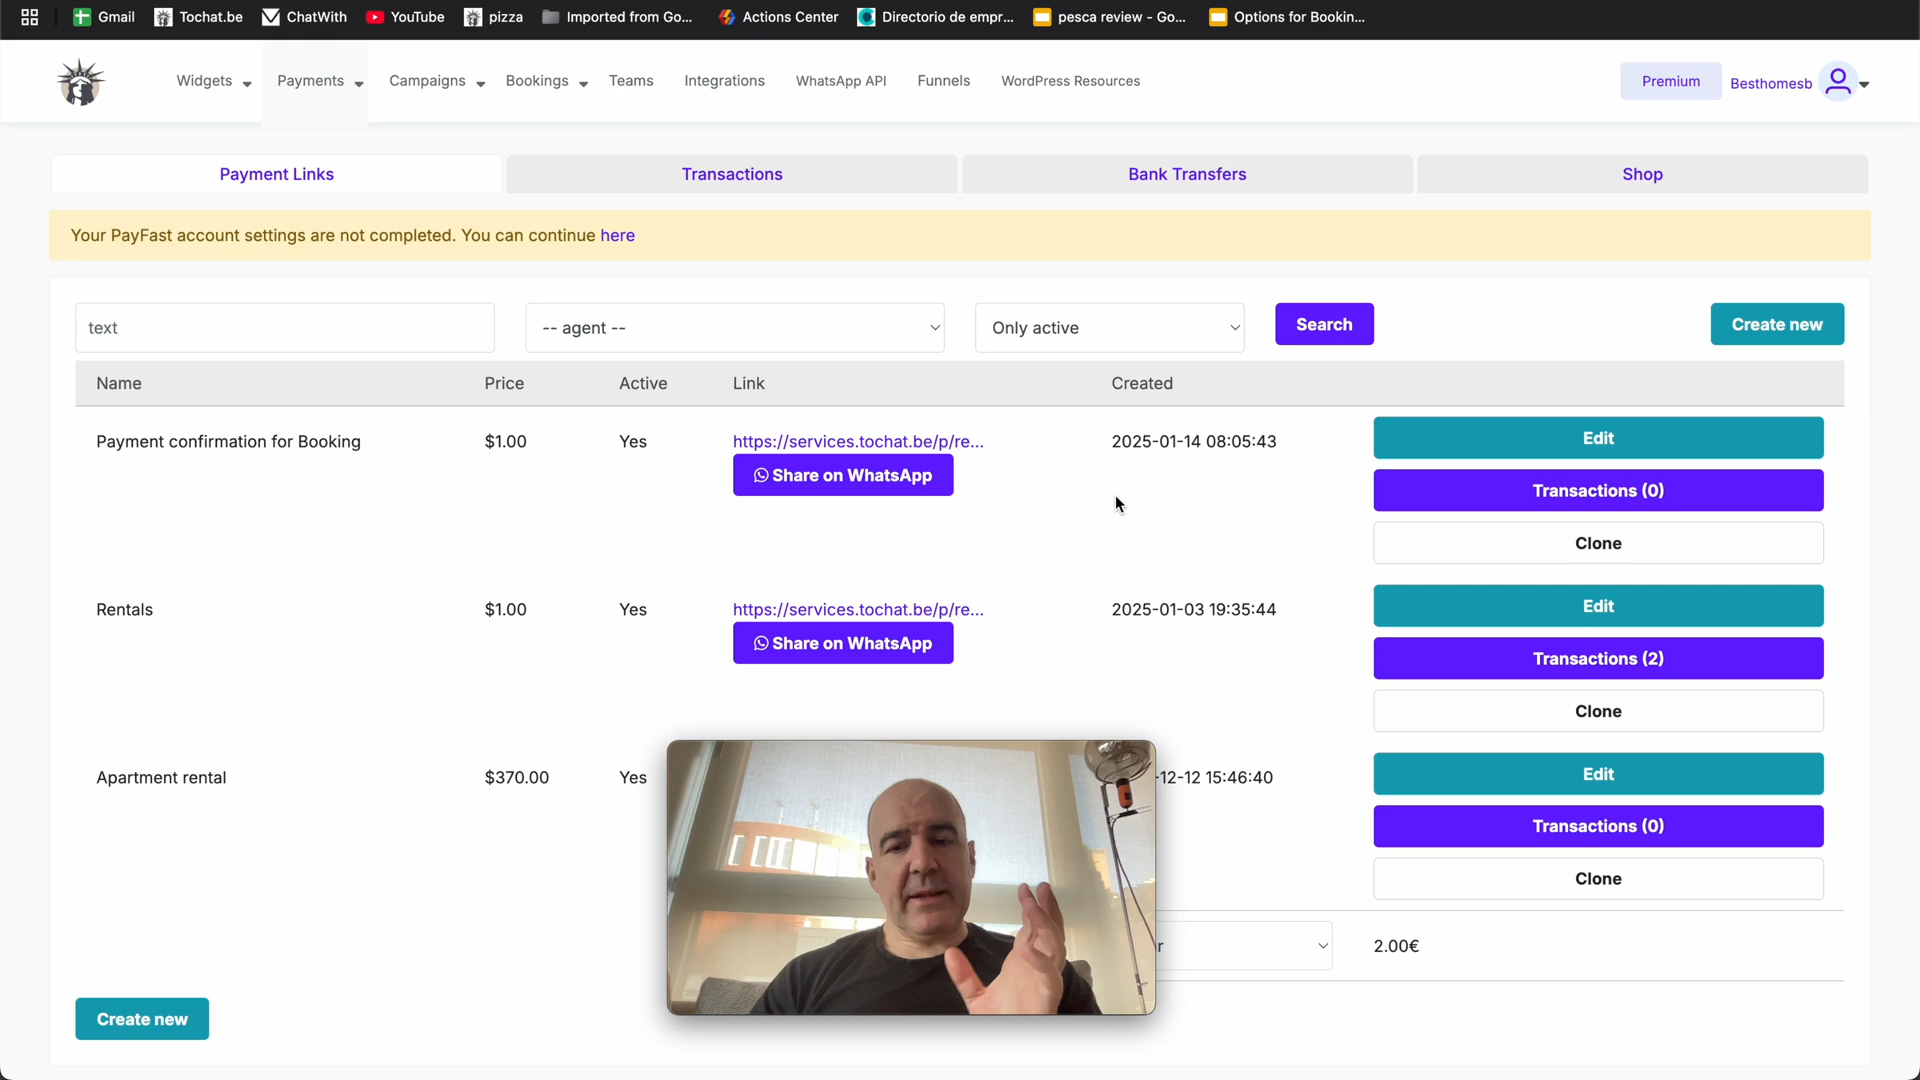 Gmail Tochat.be ChatWith YouTube pizza Imported from Go... Actions Center Directorio de empr... pesca review - Go... Options for Bookin...
Widgets Payments Campaigns Bookings Teams Integrations WhatsApp API Funnels WordPress Resources Premium Besthomesb
Payment Links Transactions Bank Transfers Shop
Your PayFast account settings are not completed. You can continue here
text -- agent -- Only active Search Create new
Name Price Active Link Created
Payment confirmation for Booking $1.00 Yes https://services.tochat.be/p/re... 2025-01-14 08:05:43 Edit
Share on WhatsApp
Transactions (0)
Clone
Rentals $1.00 Yes https://services.tochat.be/p/re... 2025-01-03 19:35:44 Edit
Share on WhatsApp
Transactions (2)
Clone
Apartment rental $370.00 Yes -12-12 15:46:40 Edit
Transactions (0)
Clone
r 2.00€
Create new